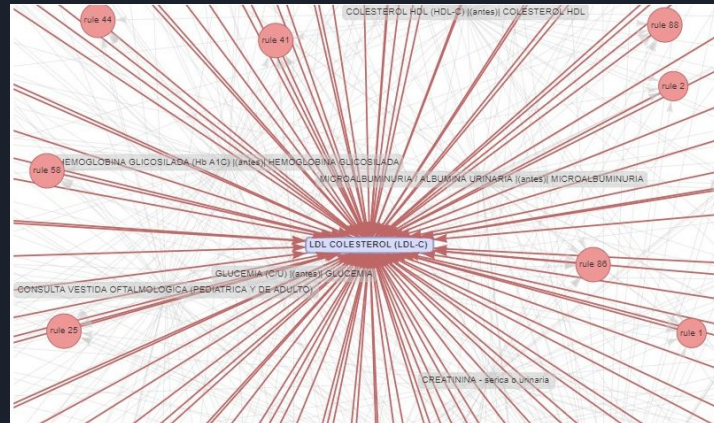 COLESTEROL HDL (HDL-C) |(antes)| COLESTEROL HDL
rule 44
rule 88
rule 41
rule 2
HEMOGLOBINA GLICOSILADA (Hb A1C) |(antes)| HEMOGLOBINA GLICOSILADA
rule 58
MICROALBUMINURIA / ALBUMINA URINARIA |(antes)| MICROALBUMINURIA
LDL COLESTEROL (LDL-C)
rule 86
GLUCEMIA (C/U) |(antes)| GLUCEMIA
CONSULTA VESTIDA OFTALMOLOGICA (PEDIATRICA Y DE ADULTO)
rule 25
rule 1
CREATININA - serica o urinaria